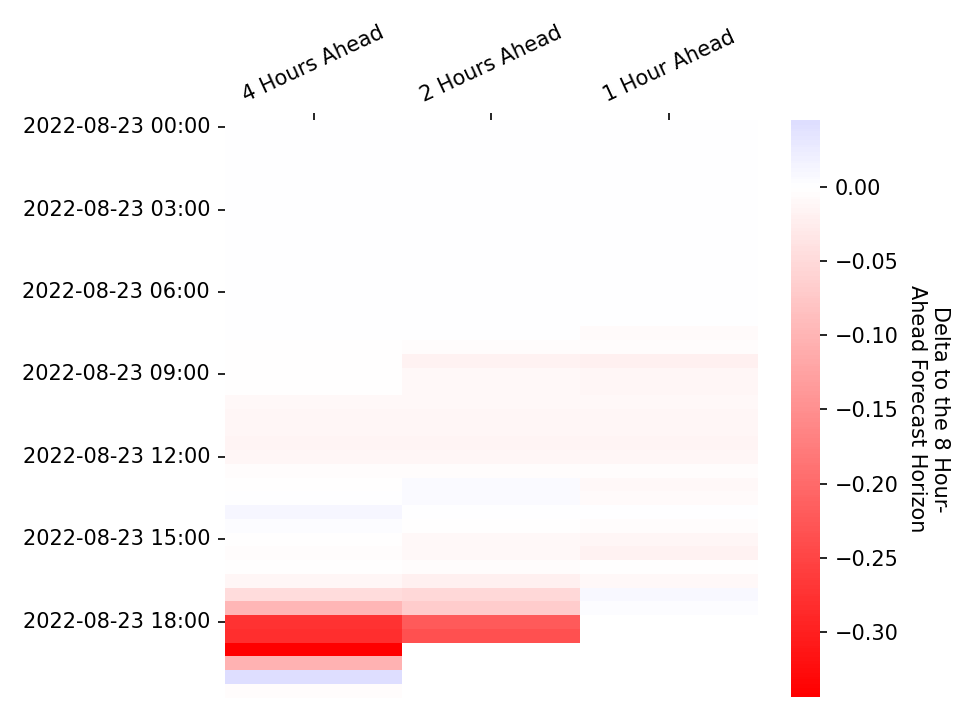 4 Hours Ahead
2 Hours Ahead
1 Hour Ahead
2022-08-23 00:00
2022-08-23 03:00
2022-08-23 06:00
2022-08-23 09:00
2022-08-23 12:00
2022-08-23 15:00
2022-08-23 18:00
0.00
−0.05
−0.10
−0.15
−0.20
−0.25
−0.30
Delta to the 8 Hour-
Ahead Forecast Horizon